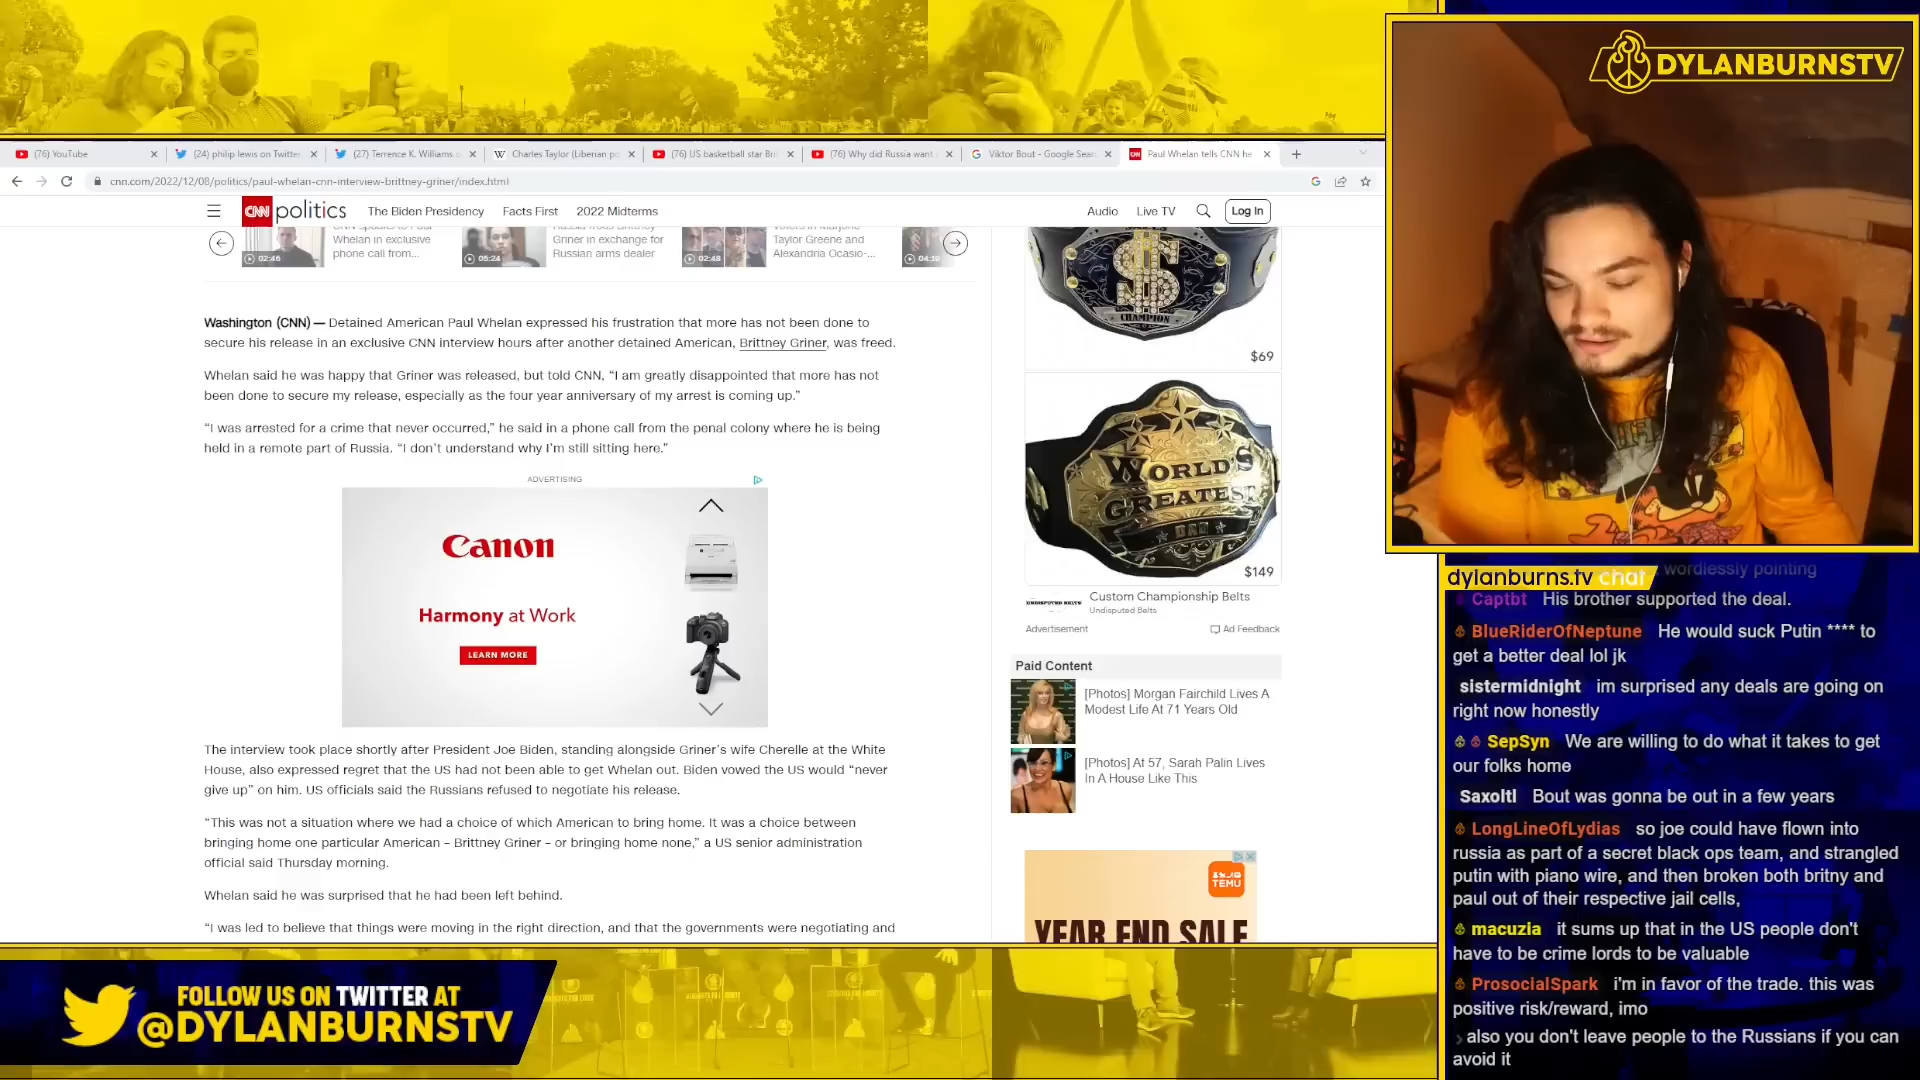 DYLANBURNSTV
(76) YouTube
(24) philip lewis on Twitter
(27) Terrence K. Williams
Charles Taylor (Liberian po
(76) US basketball star Bri
(76) Why did Russia want
Viktor Bout - Google Sear
Paul Whelan tells CNN he
cnn.com/2022/12/08/politics/paul-whelan-cnn-interview-brittney-griner/index.html
CNN politics
The Biden Presidency
Facts First
2022 Midterms
Audio
Live TV
Log In
02:46
Whelan in exclusive
phone call from...
05:24
Griner in exchange for
Russian arms dealer
02:48
Taylor Greene and
Alexandria Ocasio-...
04:19
Washington (CNN) — Detained American Paul Whelan expressed his frustration that more has not been done to
secure his release in an exclusive CNN interview hours after another detained American, Brittney Griner, was freed.
Whelan said he was happy that Griner was released, but told CNN, “I am greatly disappointed that more has not
been done to secure my release, especially as the four year anniversary of my arrest is coming up.”
“I was arrested for a crime that never occurred,” he said in a phone call from the penal colony where he is being
held in a remote part of Russia. “I don’t understand why I’m still sitting here.”
ADVERTISING
Canon
Harmony at Work
LEARN MORE
The interview took place shortly after President Joe Biden, standing alongside Griner’s wife Cherelle at the White
House, also expressed regret that the US had not been able to get Whelan out. Biden vowed the US would “never
give up” on him. US officials said the Russians refused to negotiate his release.
“This was not a situation where we had a choice of which American to bring home. It was a choice between
bringing home one particular American – Brittney Griner – or bringing home none,” a US senior administration
official said Thursday morning.
Whelan said he was surprised that he had been left behind.
“I was led to believe that things were moving in the right direction, and that the governments were negotiating and
$
CHAMPION
$69
WORLD'S
GREATEST
DAD
$149
UNDISPUTED BELTS
Custom Championship Belts
Undisputed Belts
Advertisement
Ad Feedback
Paid Content
[Photos] Morgan Fairchild Lives A
Modest Life At 71 Years Old
[Photos] At 57, Sarah Palin Lives
In A House Like This
TEMU
YEAR END SALE
dylanburns.tv chat
wordlessly pointing
Captbt His brother supported the deal.
BlueRiderOfNeptune He would suck Putin **** to
get a better deal lol jk
sistermidnight im surprised any deals are going on
right now honestly
SepSyn We are willing to do what it takes to get
our folks home
Saxoltl Bout was gonna be out in a few years
LongLineOfLydias so joe could have flown into
russia as part of a secret black ops team, and strangled
putin with piano wire, and then broken both britny and
paul out of their respective jail cells,
macuzla it sums up that in the US people don't
have to be crime lords to be valuable
ProsocialSpark i'm in favor of the trade. this was
positive risk/reward, imo
also you don't leave people to the Russians if you can
avoid it
FOLLOW US ON TWITTER AT
@DYLANBURNSTV